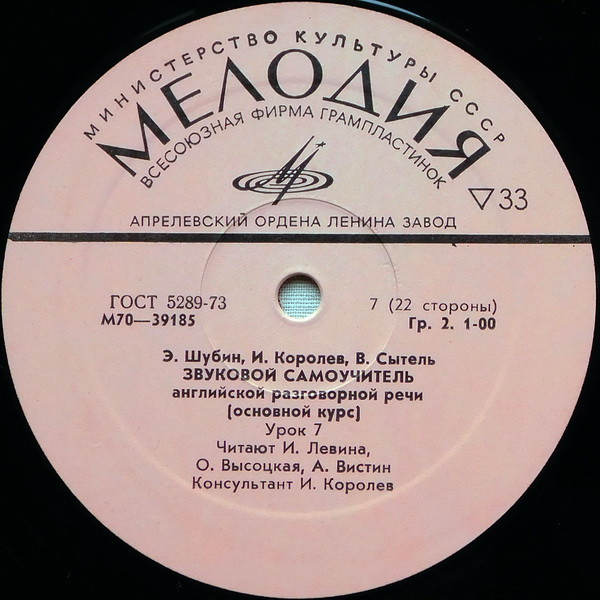 МИНИСТЕРСТВО КУЛЬТУРЫ СССР
МЕЛОДИЯ
ВСЕСОЮЗНАЯ ФИРМА ГРАМПЛАСТИНОК
33
АПРЕЛЕВСКИЙ ОРДЕНА ЛЕНИНА ЗАВОД
ГОСТ 5289-73 7 (22 стороны)
М70—39185 Гр. 2. 1-00
Э. Шубин, И. Королев, В. Сытель
ЗВУКОВОЙ САМОУЧИТЕЛЬ
английской разговорной речи
(основной курс)
Урок 7
Читают И. Левина,
О. Высоцкая, А. Вистин
Консультант И. Королев